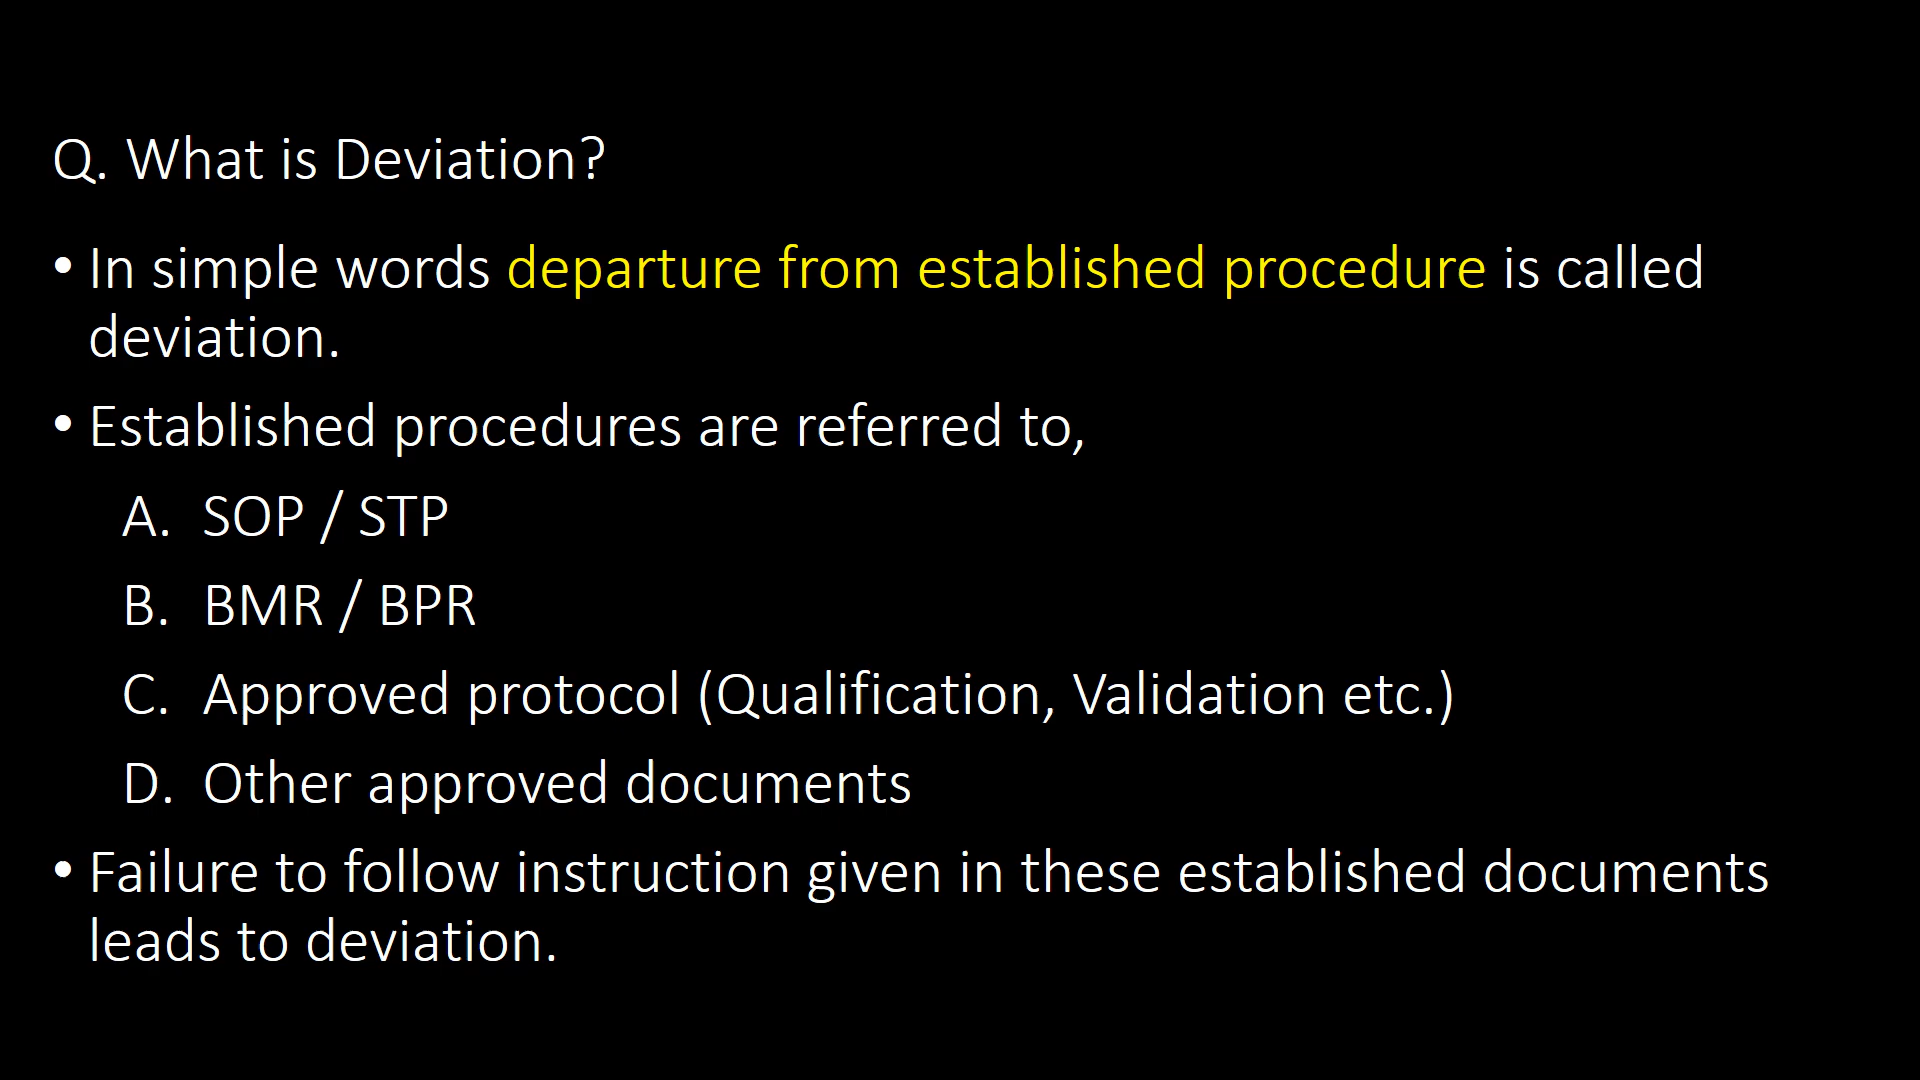 Q. What is Deviation?
• In simple words departure from established procedure is called
deviation.
• Established procedures are referred to,
A. SOP / STP
B. BMR / BPR
C. Approved protocol (Qualification, Validation etc.)
D. Other approved documents
• Failure to follow instruction given in these established documents
leads to deviation.